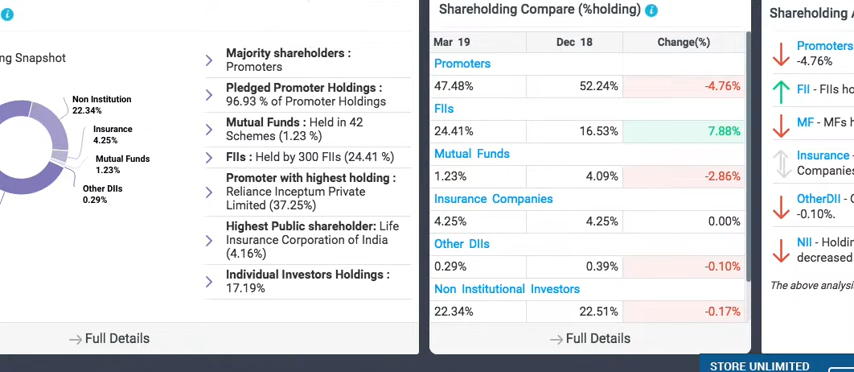 ng Snapshot
Non Institution
22.34%
Insurance
4.25%
Mutual Funds
1.23%
Other DIIs
0.29%
Majority shareholders :
Promoters
Pledged Promoter Holdings :
96.93 % of Promoter Holdings
Mutual Funds : Held in 42
Schemes (1.23 %)
FIIs : Held by 300 FIIs (24.41 %)
Promoter with highest holding :
Reliance Inceptum Private
Limited (37.25%)
Highest Public shareholder: Life
Insurance Corporation of India
(4.16%)
Individual Investors Holdings :
17.19%
Full Details
Shareholding Compare (%holding)
Mar 19 Dec 18 Change(%)
Promoters
47.48% 52.24% -4.76%
FIIs
24.41% 16.53% 7.88%
Mutual Funds
1.23% 4.09% -2.86%
Insurance Companies
4.25% 4.25% 0.00%
Other DIIs
0.29% 0.39% -0.10%
Non Institutional Investors
22.34% 22.51% -0.17%
Full Details
Shareholding A
Promoters
-4.76%
FII - FIIs ho
MF - MFs h
Insurance -
Companies
OtherDII - 
-0.10%.
NII - Holdin
decreased
The above analysi
STORE UNLIMITED